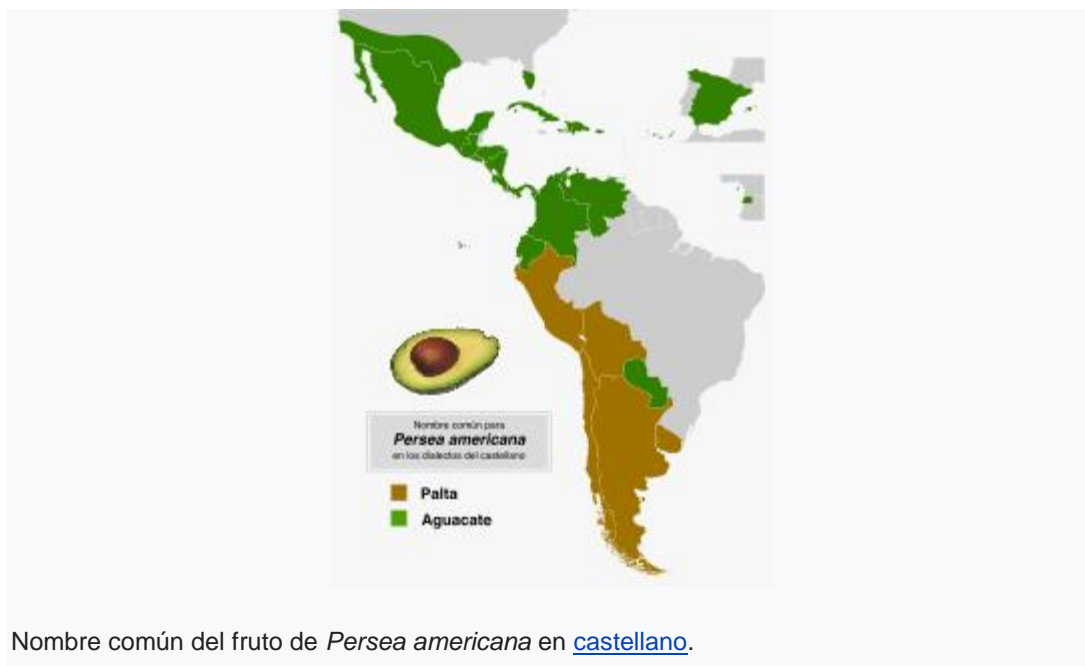 Nombre común para
Persea americana
en los dialectos del castellano
Palta
Aguacate
Nombre común del fruto de Persea americana en castellano.